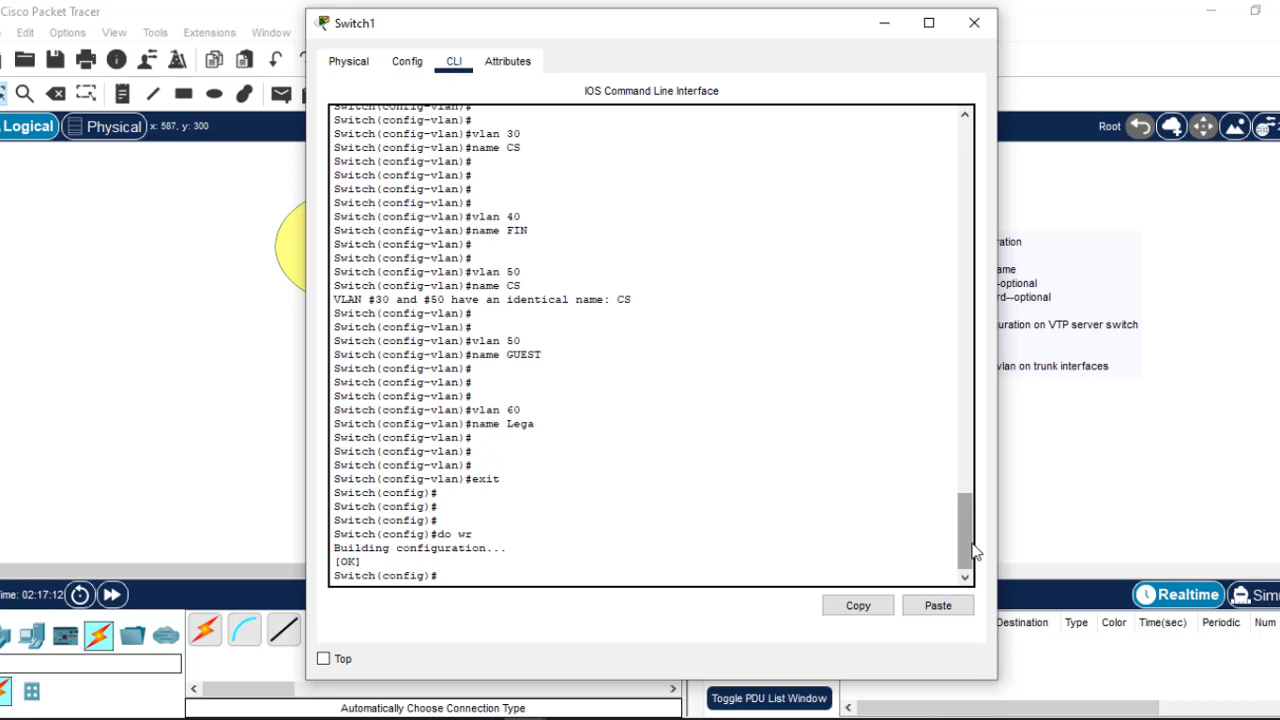 Cisco Packet Tracer
Edit Options View Tools Extensions Window
Logical Physical x: 587, y: 300
Root
Switch1
Physical Config CLI Attributes
IOS Command Line Interface
Switch(config-vlan)#
Switch(config-vlan)#
Switch(config-vlan)#vlan 30
Switch(config-vlan)#name CS
Switch(config-vlan)#
Switch(config-vlan)#
Switch(config-vlan)#
Switch(config-vlan)#
Switch(config-vlan)#vlan 40
Switch(config-vlan)#name FIN
Switch(config-vlan)#
Switch(config-vlan)#
Switch(config-vlan)#vlan 50
Switch(config-vlan)#name CS
VLAN #30 and #50 have an identical name: CS
Switch(config-vlan)#
Switch(config-vlan)#
Switch(config-vlan)#vlan 50
Switch(config-vlan)#name GUEST
Switch(config-vlan)#
Switch(config-vlan)#
Switch(config-vlan)#
Switch(config-vlan)#vlan 60
Switch(config-vlan)#name Lega
Switch(config-vlan)#
Switch(config-vlan)#
Switch(config-vlan)#
Switch(config-vlan)#exit
Switch(config)#
Switch(config)#
Switch(config)#
Switch(config)#do wr
Building configuration...
[OK]
Switch(config)#
Copy Paste
Top
ration
ame
-optional
rd--optional
uration on VTP server switch
vlan on trunk interfaces
ime: 02:17:12
Realtime Simu
Destination Type Color Time(sec) Periodic Num
Automatically Choose Connection Type
Toggle PDU List Window